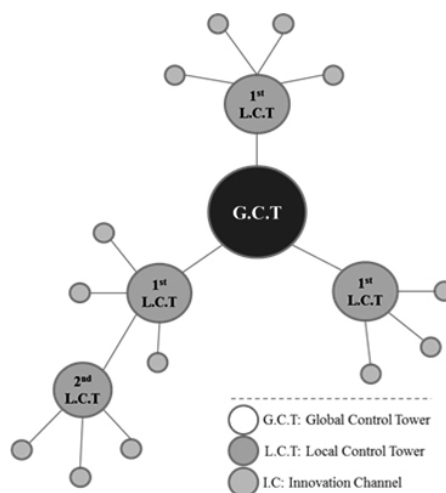 1st
L.C.T
G.C.T
1st
L.C.T
1st
L.C.T
2nd
L.C.T
G.C.T: Global Control Tower
L.C.T: Local Control Tower
I.C: Innovation Channel